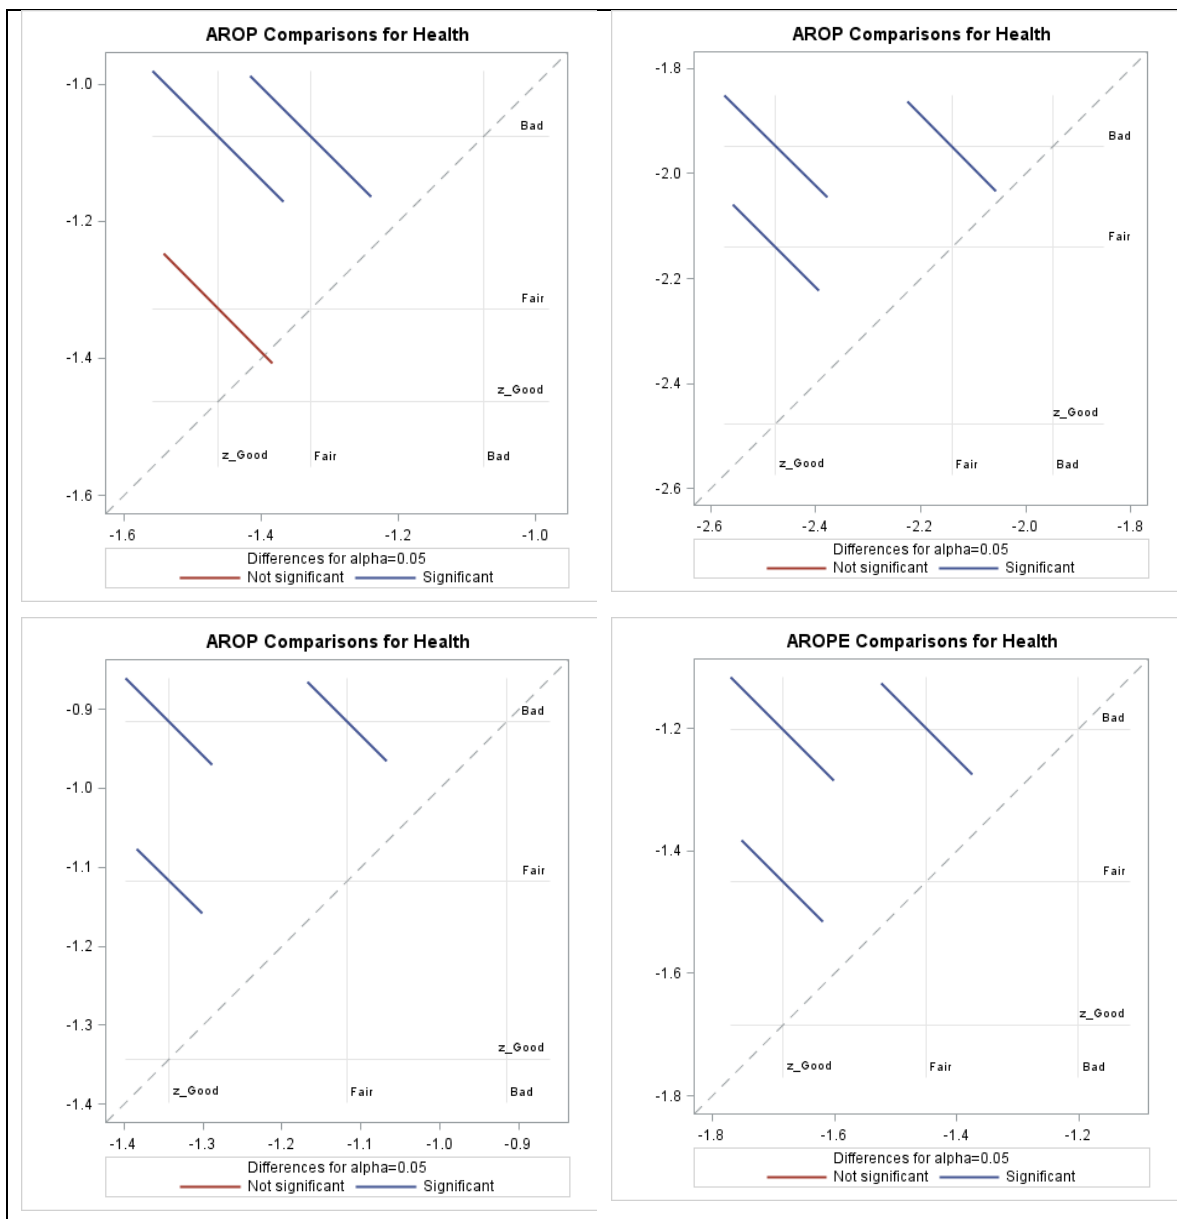 AROP Comparisons for Health
-1.0
Bad
-1.2
Fair
-1.4
z_Good
z_Good Fair Bad
-1.6
-1.6 -1.4 -1.2 -1.0
Differences for alpha=0.05
Not significant Significant
AROP Comparisons for Health
-1.8
Bad
-2.0
Fair
-2.2
-2.4
z_Good
z_Good Fair Bad
-2.6
-2.6 -2.4 -2.2 -2.0 -1.8
Differences for alpha=0.05
Not significant Significant
AROP Comparisons for Health
Bad
-0.9
-1.0
-1.1
Fair
-1.2
-1.3
z_Good
z_Good Fair Bad
-1.4
-1.4 -1.3 -1.2 -1.1 -1.0 -0.9
Differences for alpha=0.05
Not significant Significant
AROPE Comparisons for Health
Bad
-1.2
-1.4
Fair
-1.6
z_Good
z_Good Fair Bad
-1.8
-1.8 -1.6 -1.4 -1.2
Differences for alpha=0.05
Not significant Significant